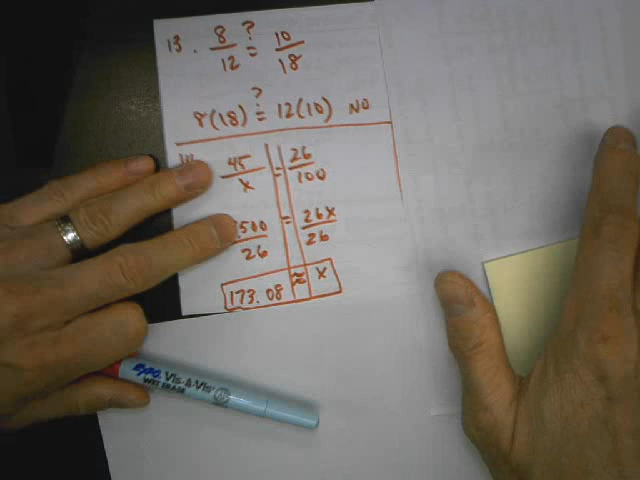 13. 8/12 ?= 10/18
8(18) ?= 12(10) NO
45/x = 26/100
500/26 = 26x/26
173.08 ≈ x
EXPO VIS-À-VIS
WET ERASE